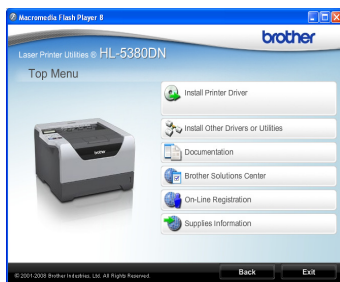 Macromedia Flash Player 8
brother
Laser Printer Utilities ® HL-5380DN
Top Menu
Install Printer Driver
Install Other Drivers or Utilities
Documentation
Brother Solutions Center
On-Line Registration
Supplies Information
© 2001-2008 Brother Industries, Ltd. All Rights Reserved.
Back
Exit